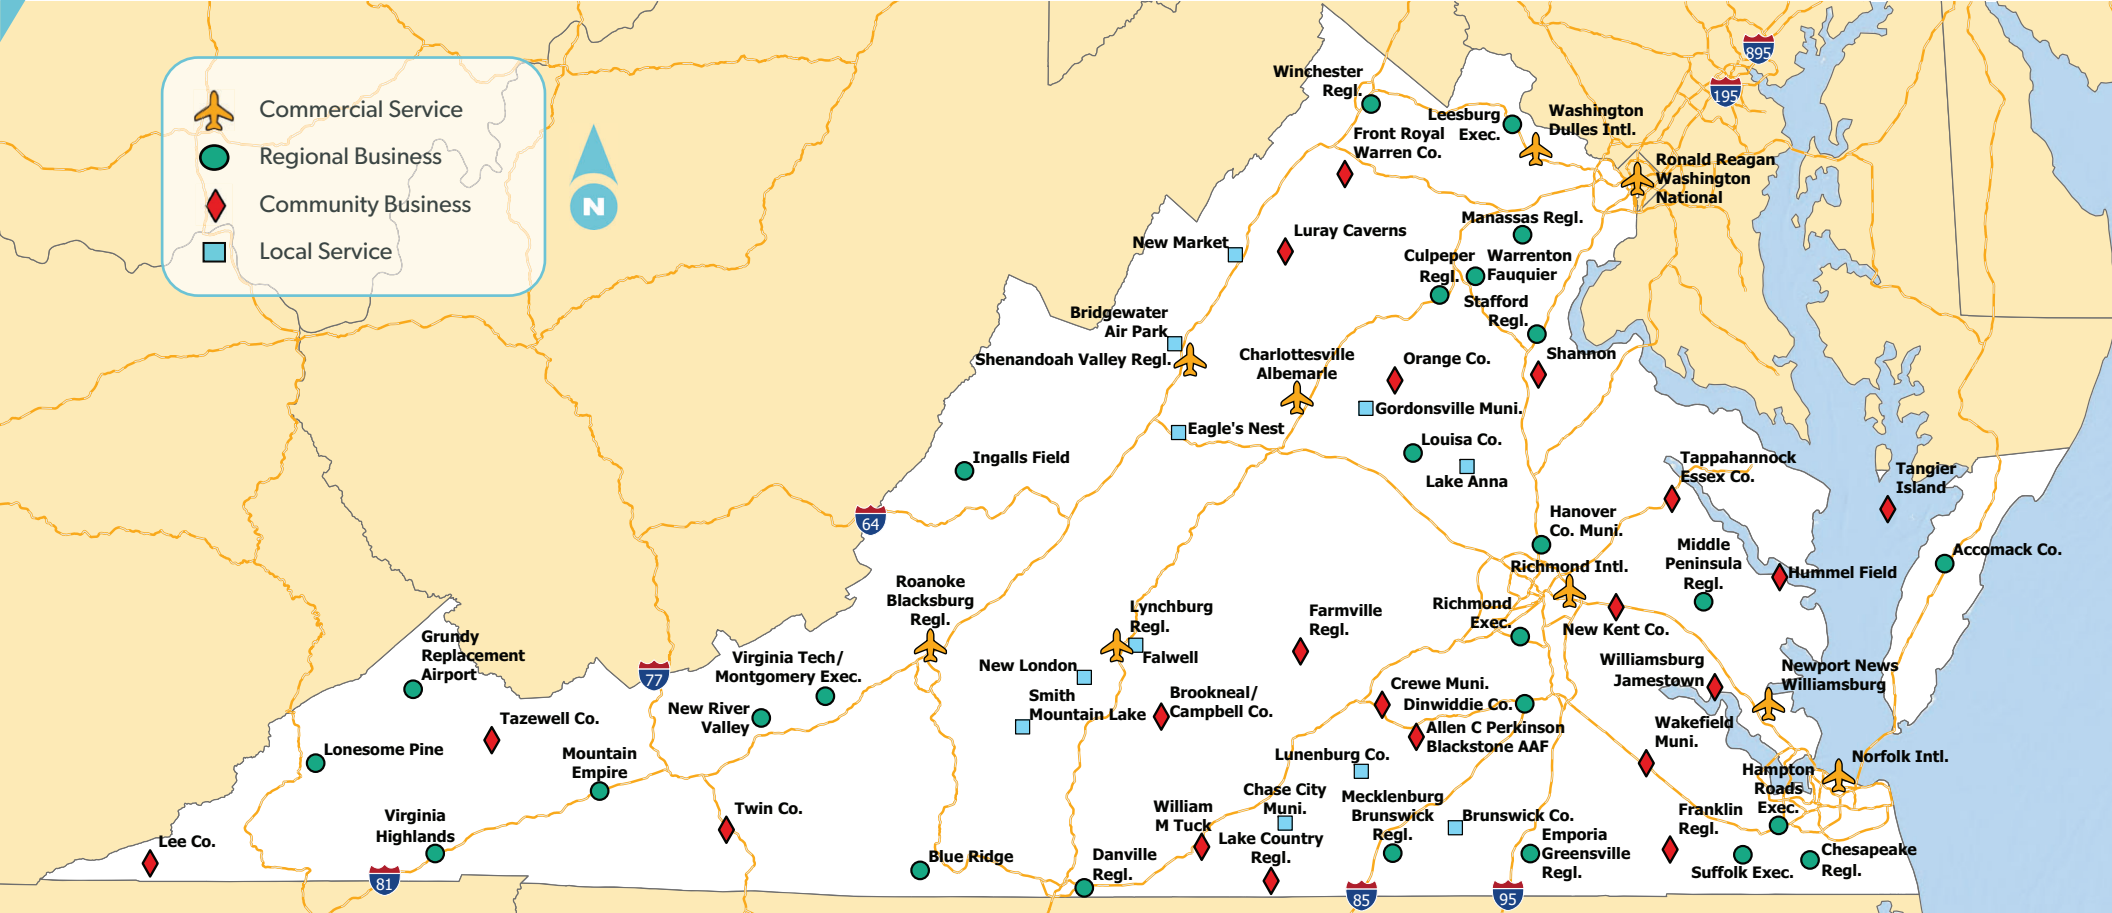 Commercial Service
Regional Business
Community Business
Local Service
N
895
195
Winchester
Regl.
Leesburg
Exec.
Washington
Dulles Intl.
Front Royal
Warren Co.
Ronald Reagan
Washington
National
Manassas Regl.
New Market
Luray Caverns
Culpeper
Regl.
Warrenton
Fauquier
Stafford
Regl.
Bridgewater
Air Park
Shenandoah Valley Regl.
Charlottesville
Albemarle
Orange Co.
Shannon
Gordonsville Muni.
Eagle's Nest
Louisa Co.
Lake Anna
Ingalls Field
Tappahannock
Essex Co.
Tangier
Island
64
Hanover
Co. Muni.
Middle
Peninsula
Regl.
Accomack Co.
Richmond Intl.
Hummel Field
Roanoke
Blacksburg
Regl.
Lynchburg
Regl.
Farmville
Regl.
Richmond
Exec.
New Kent Co.
Grundy
Replacement
Airport
Virginia Tech/
Montgomery Exec.
New London
Falwell
Williamsburg
Jamestown
Newport News
Williamsburg
77
New River
Valley
Smith
Mountain Lake
Brookneal/
Campbell Co.
Crewe Muni.
Dinwiddie Co.
Tazewell Co.
Allen C Perkinson
Blackstone AAF
Wakefield
Muni.
Lonesome Pine
Mountain
Empire
Lunenburg Co.
Norfolk Intl.
Hampton
Roads
Exec.
Virginia
Highlands
Twin Co.
William
M Tuck
Chase City
Muni.
Mecklenburg
Brunswick
Regl.
Brunswick Co.
Franklin
Regl.
Lee Co.
Lake Country
Regl.
Emporia
Greensville
Regl.
Blue Ridge
Danville
Regl.
Suffolk Exec.
Chesapeake
Regl.
81
85
95